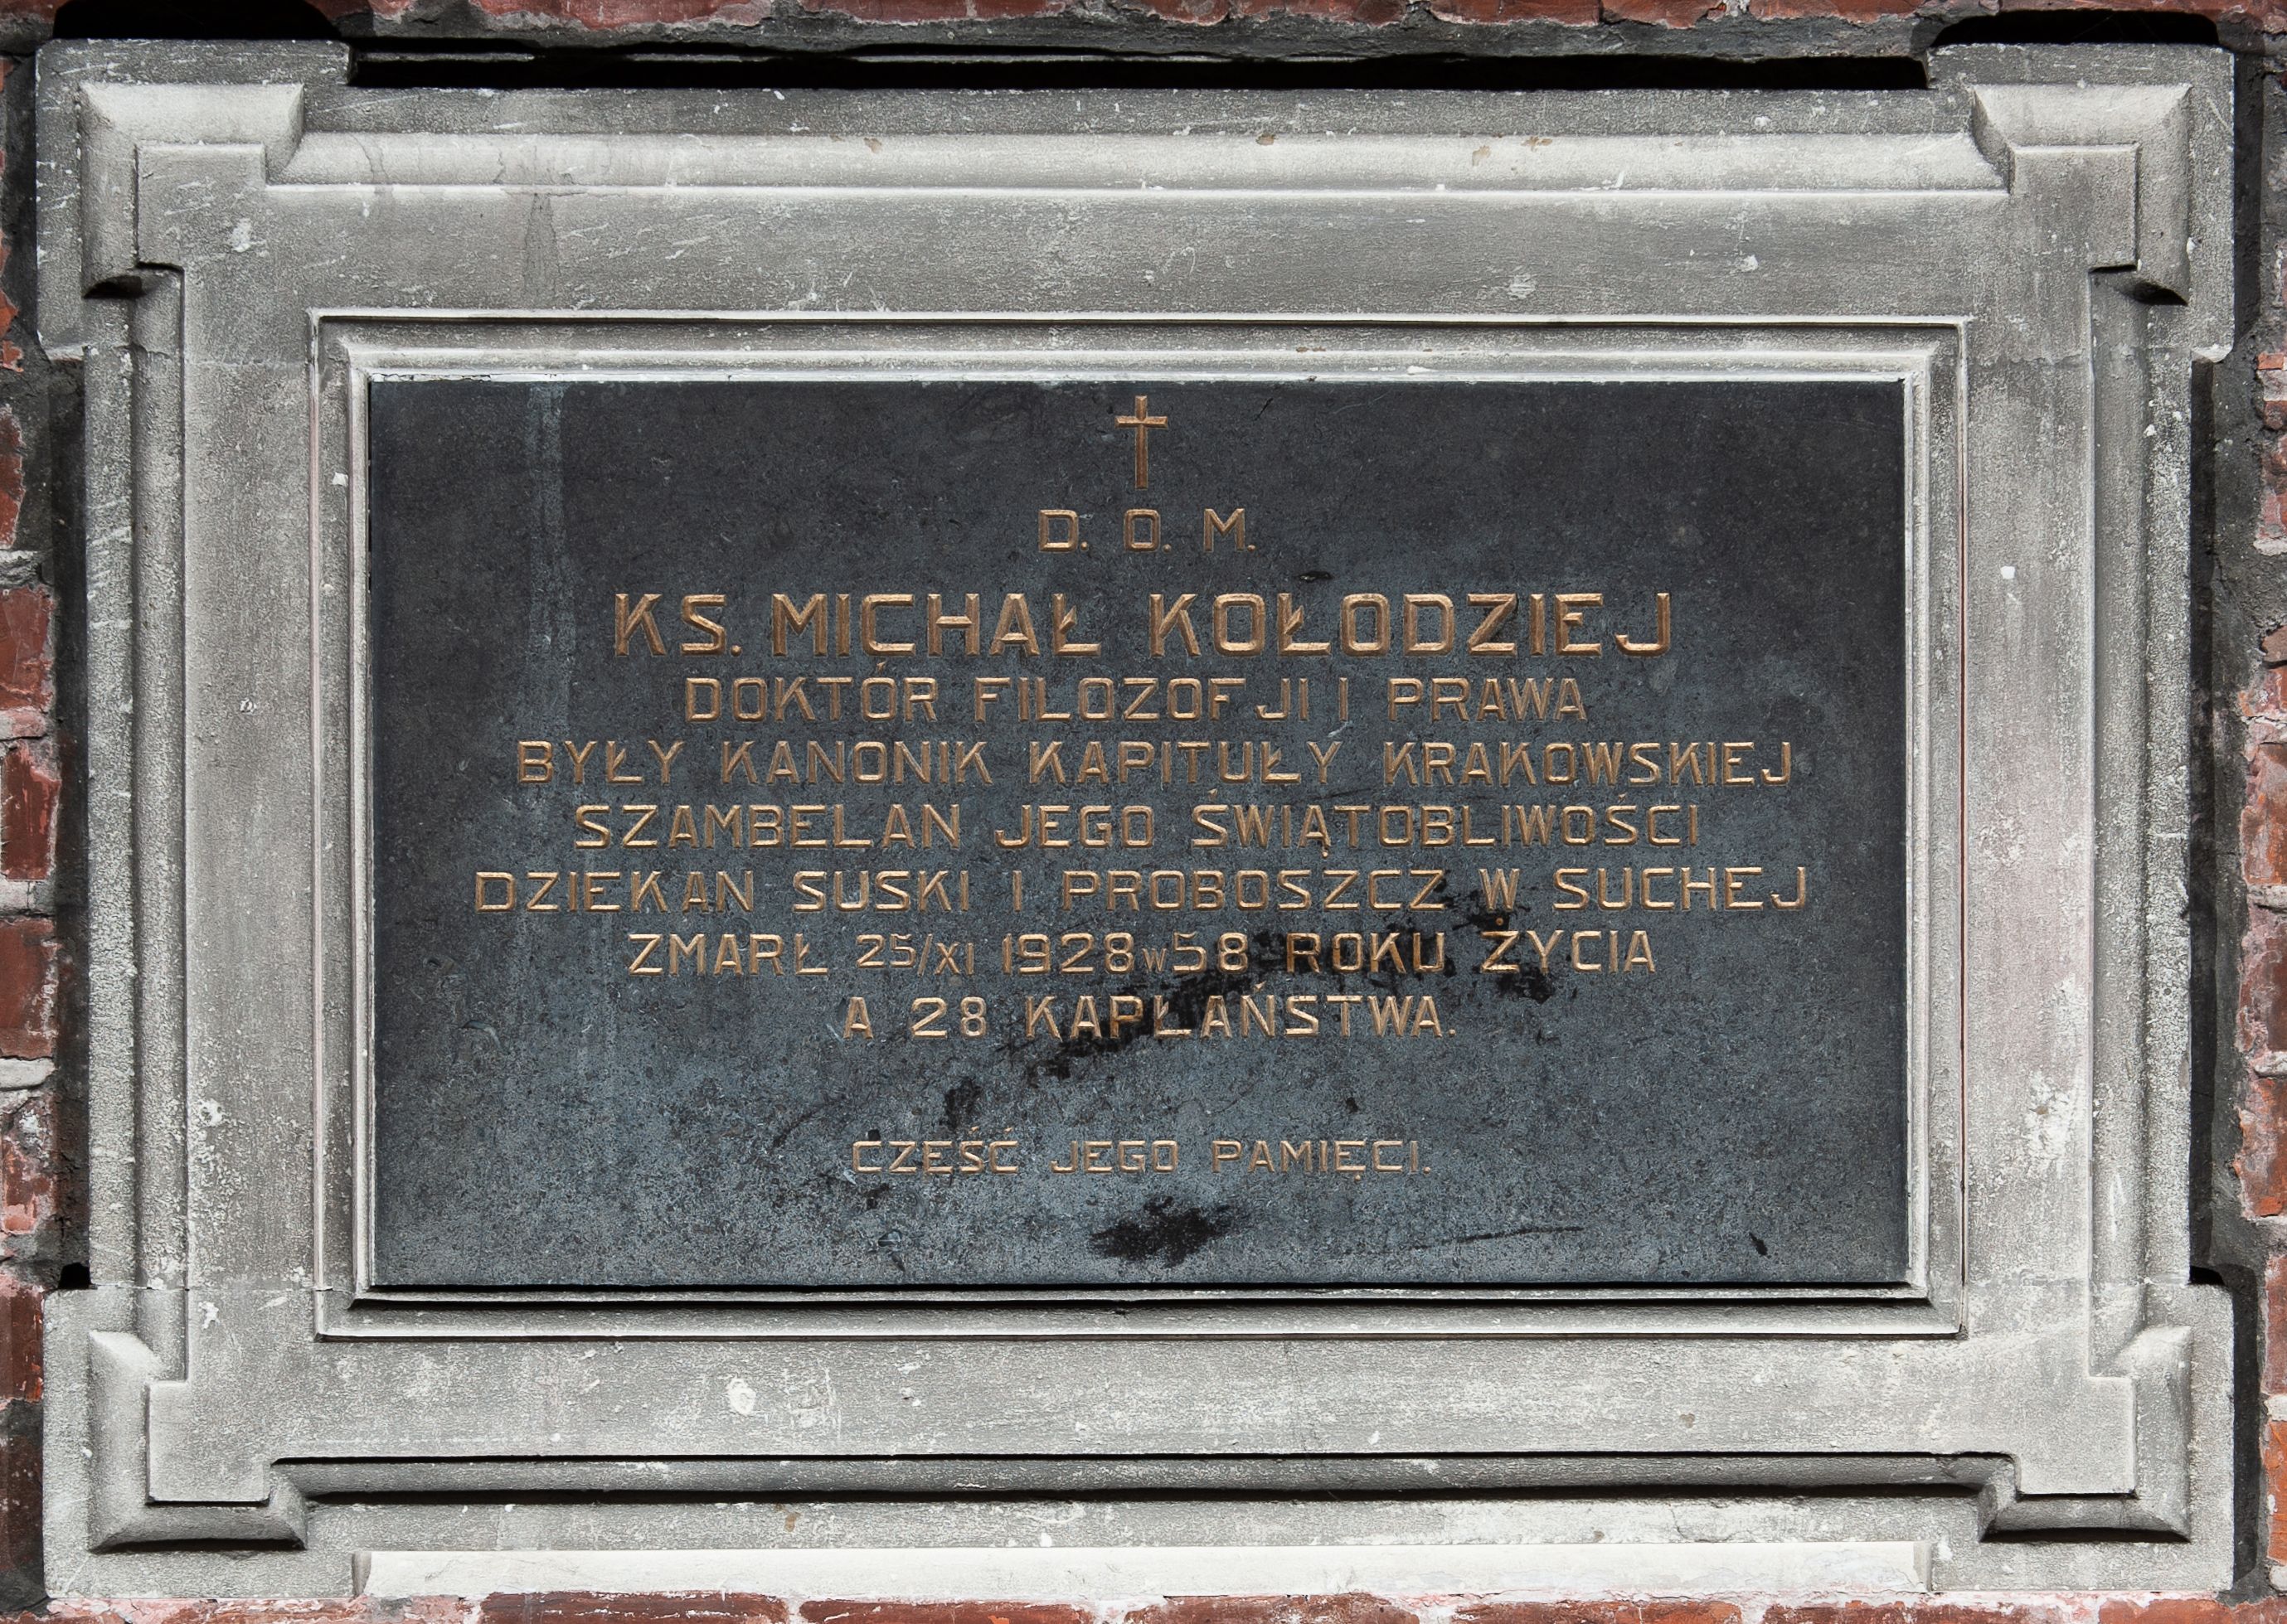 D. O. M.
KS. MICHAŁ KOŁODZIEJ
DOKTÓR FILOZOFJI I PRAWA
BYŁY KANONIK KAPITUŁY KRAKOWSKIEJ
SZAMBELAN JEGO ŚWIĄTOBLIWOŚCI
DZIEKAN SUSKI I PROBOSZCZ W SUCHEJ
ZMARŁ 25/XI 1928 W 58 ROKU ŻYCIA
A 28 KAPŁAŃSTWA.
CZĘŚĆ JEGO PAMIĘCI.